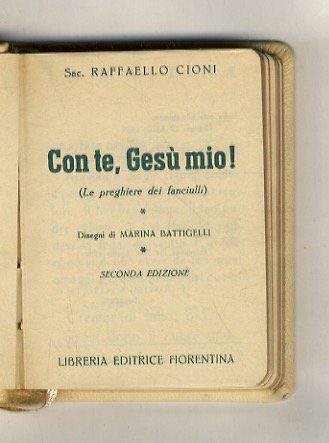 Sac. RAFFAELLO CIONI
Con te, Gesù mio!
(Le preghiere dei fanciulli)
*
Disegni di MARINA BATTIGELLI
*
SECONDA EDIZIONE
LIBRERIA EDITRICE FIORENTINA